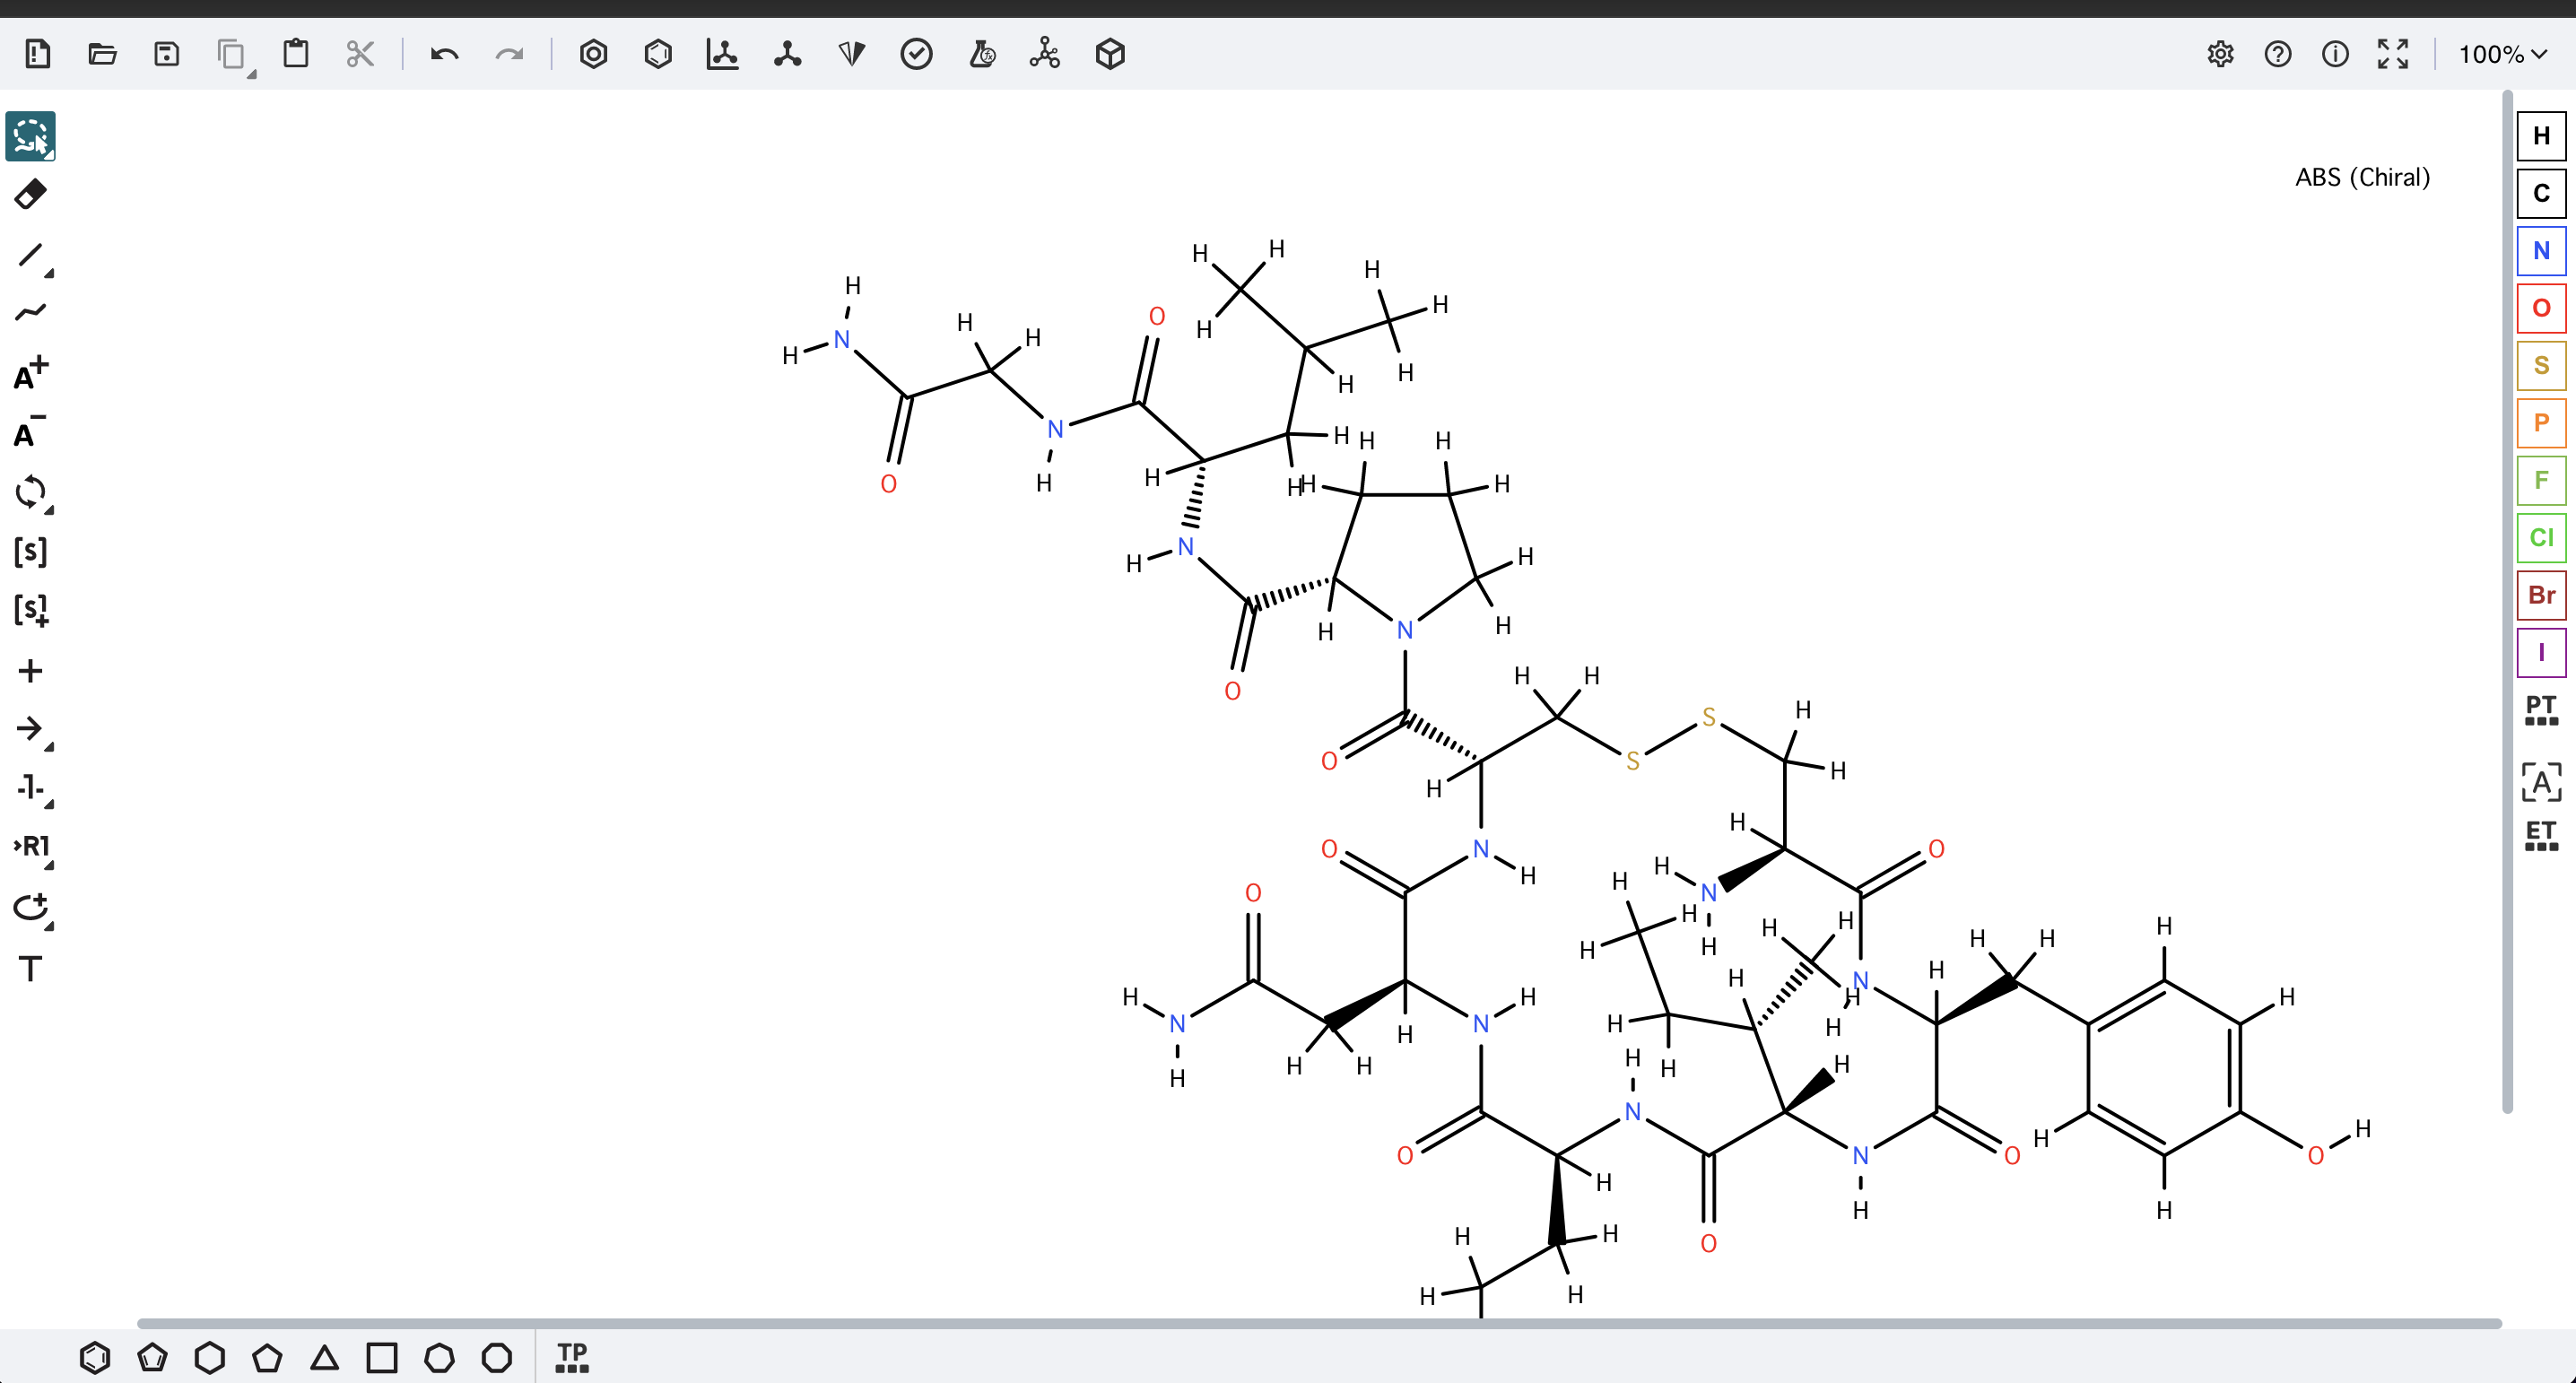 100%
ABS (Chiral)
H
C
N
O
S
P
F
Cl
Br
I
PT
A
ET
A+
A−
[S]
[S]+
R1
T
TP
H H
H
H
H
O H H
H H H
N
H
H
H
N H H H
O H H H H
N H
H
H H
N
O
H H
S H
O S H
H
H
O N O
H H
H
O N H
H H H H
H H H H
H
N
H H H H
N N H H
H H
H H H H
H
N
O N O H O H
H
H H
H H O
H H